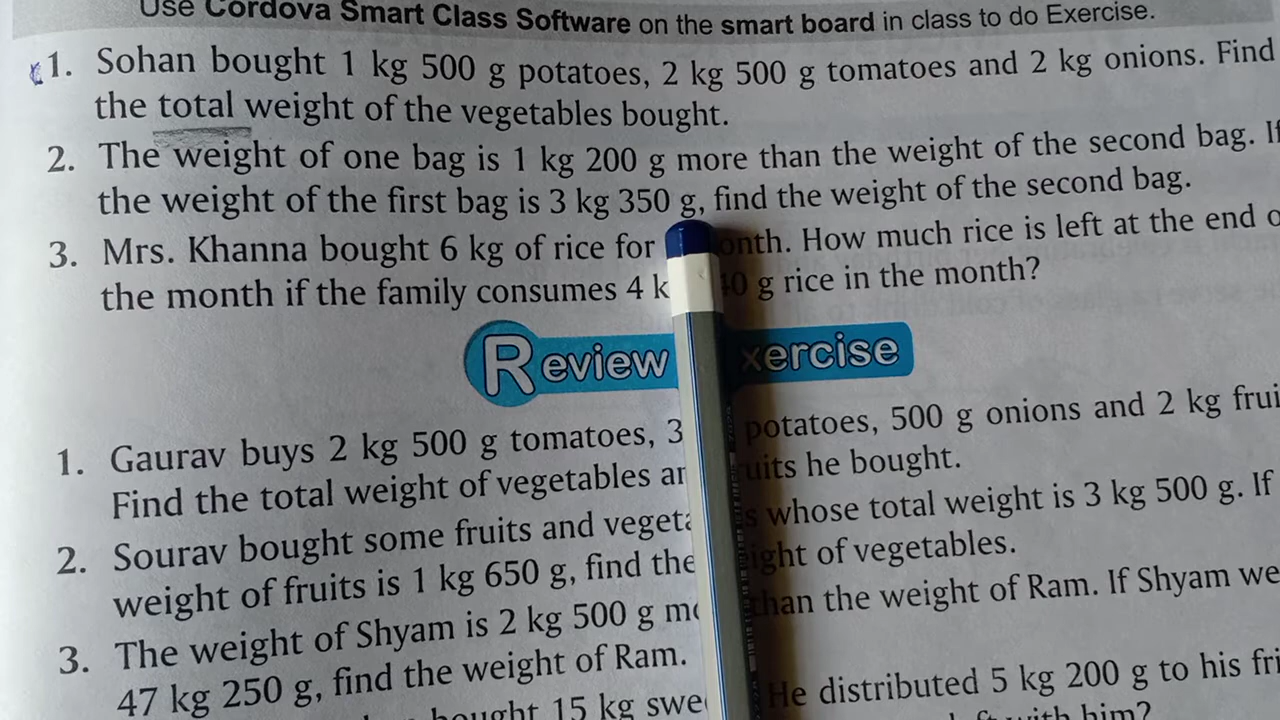 Use Cordova Smart Class Software on the smart board in class to do Exercise.
1. Sohan bought 1 kg 500 g potatoes, 2 kg 500 g tomatoes and 2 kg onions. Find
the total weight of the vegetables bought.
2. The weight of one bag is 1 kg 200 g more than the weight of the second bag. If
the weight of the first bag is 3 kg 350 g, find the weight of the second bag.
3. Mrs. Khanna bought 6 kg of rice for onth. How much rice is left at the end o
the month if the family consumes 4 k 0 g rice in the month?
Review xercise
1. Gaurav buys 2 kg 500 g tomatoes, 3 potatoes, 500 g onions and 2 kg frui
Find the total weight of vegetables an uits he bought.
2. Sourav bought some fruits and vegeta s whose total weight is 3 kg 500 g. If
weight of fruits is 1 kg 650 g, find the ight of vegetables.
3. The weight of Shyam is 2 kg 500 g mo than the weight of Ram. If Shyam we
47 kg 250 g, find the weight of Ram.
bought 15 kg swe He distributed 5 kg 200 g to his fri
with him?